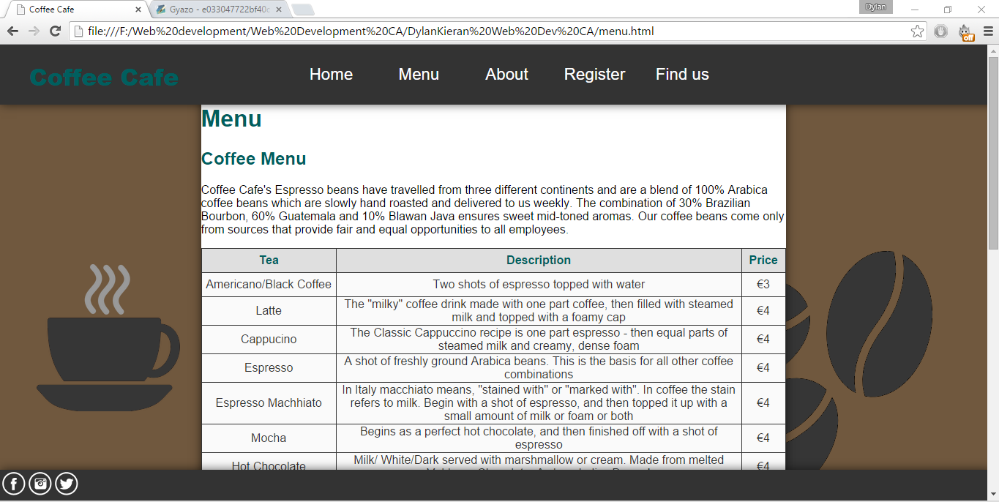 Coffee Cafe
Gyazo - e033047722bf40
Dylan
file:///F:/Web%20development/Web%20Development%20CA/DylanKieran%20Web%20Dev%20CA/menu.html
off
Coffee Cafe
Home Menu About Register Find us
Menu
Coffee Menu
Coffee Cafe's Espresso beans have travelled from three different continents and are a blend of 100% Arabica
coffee beans which are slowly hand roasted and delivered to us weekly. The combination of 30% Brazilian
Bourbon, 60% Guatemala and 10% Blawan Java ensures sweet mid-toned aromas. Our coffee beans come only
from sources that provide fair and equal opportunities to all employees.
Tea Description Price
Americano/Black Coffee Two shots of espresso topped with water €3
Latte The "milky" coffee drink made with one part coffee, then filled with steamed
milk and topped with a foamy cap €4
Cappucino The Classic Cappuccino recipe is one part espresso - then equal parts of
steamed milk and creamy, dense foam €4
Espresso A shot of freshly ground Arabica beans. This is the basis for all other coffee
combinations €4
Espresso Machhiato In Italy macchiato means, "stained with" or "marked with". In coffee the stain
refers to milk. Begin with a shot of espresso, and then topped it up with a
small amount of milk or foam or both €4
Mocha Begins as a perfect hot chocolate, and then finished off with a shot of
espresso €4
Hot Chocolate Milk/ White/Dark served with marshmallow or cream. Made from melted
€4